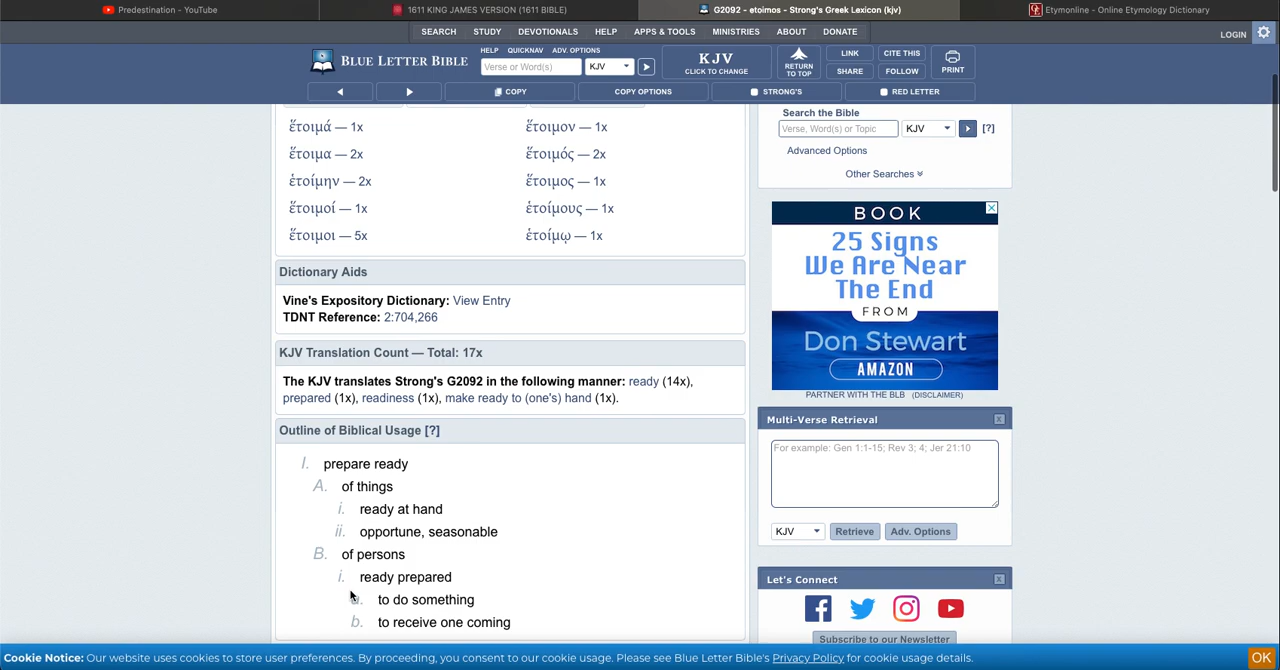 Predestination - YouTube
1611 KING JAMES VERSION (1611 BIBLE)
G2092 - etoimos - Strong's Greek Lexicon (kjv)
Etymonline - Online Etymology Dictionary
SEARCH STUDY DEVOTIONALS HELP APPS & TOOLS MINISTRIES ABOUT DONATE
LOGIN
BLUE LETTER BIBLE
HELP QUICKNAV ADV. OPTIONS
Verse or Word(s)
KJV
KJV
CLICK TO CHANGE
RETURN
TO TOP
LINK
CITE THIS
SHARE
FOLLOW
PRINT
COPY
COPY OPTIONS
STRONG'S
RED LETTER
ἕτοιμά — 1x
ἕτοιμον — 1x
ἕτοιμα — 2x
ἕτοιμός — 2x
ἑτοίμην — 2x
ἕτοιμος — 1x
ἕτοιμοί — 1x
ἑτοίμους — 1x
ἕτοιμοι — 5x
ἑτοίμῳ — 1x
Dictionary Aids
Vine's Expository Dictionary: View Entry
TDNT Reference: 2:704,266
KJV Translation Count — Total: 17x
The KJV translates Strong's G2092 in the following manner: ready (14x),
prepared (1x), readiness (1x), make ready to (one's) hand (1x).
Outline of Biblical Usage [?]
I. prepare ready
A. of things
i. ready at hand
ii. opportune, seasonable
B. of persons
i. ready prepared
a. to do something
b. to receive one coming
Search the Bible
Verse, Word(s) or Topic
KJV
[?]
Advanced Options
Other Searches
BOOK
25 Signs
We Are Near
The End
FROM
Don Stewart
AMAZON
PARTNER WITH THE BLB (DISCLAIMER)
Multi-Verse Retrieval
For example: Gen 1:1-15; Rev 3; 4; Jer 21:10
KJV
Retrieve
Adv. Options
Let's Connect
Subscribe to our Newsletter
Cookie Notice: Our website uses cookies to store user preferences. By proceeding, you consent to our cookie usage. Please see Blue Letter Bible's Privacy Policy for cookie usage details.
OK